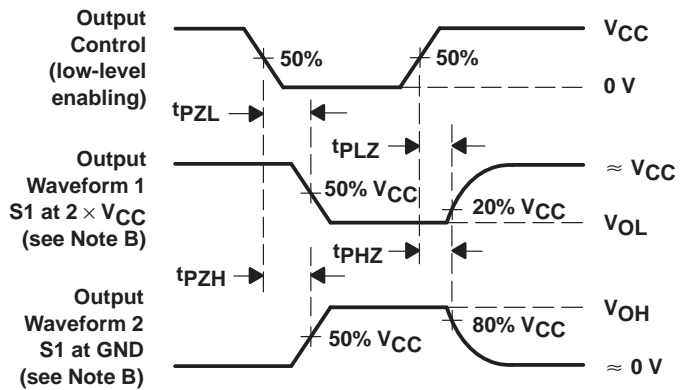 Output
Control
(low-level
enabling)
50%
50%
VCC
0 V
tPZL
tPLZ
Output
Waveform 1
S1 at 2 × VCC
(see Note B)
50% VCC
20% VCC
≈ VCC
VOL
tPZH
tPHZ
Output
Waveform 2
S1 at GND
(see Note B)
50% VCC
80% VCC
VOH
≈ 0 V